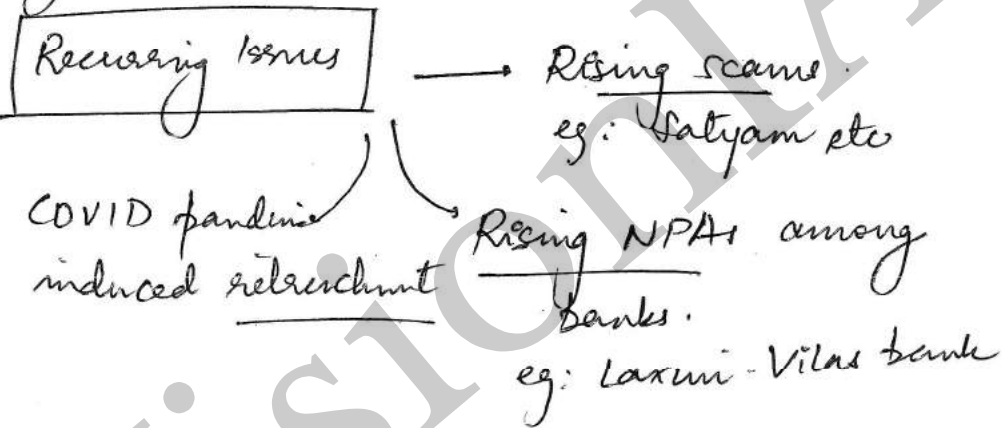 Recurring Issues
Rising scams.
eg: Satyam etc
COVID pandemic
induced retrenchment
Rising NPAs among
banks.
eg: Laxmi-Vilas bank